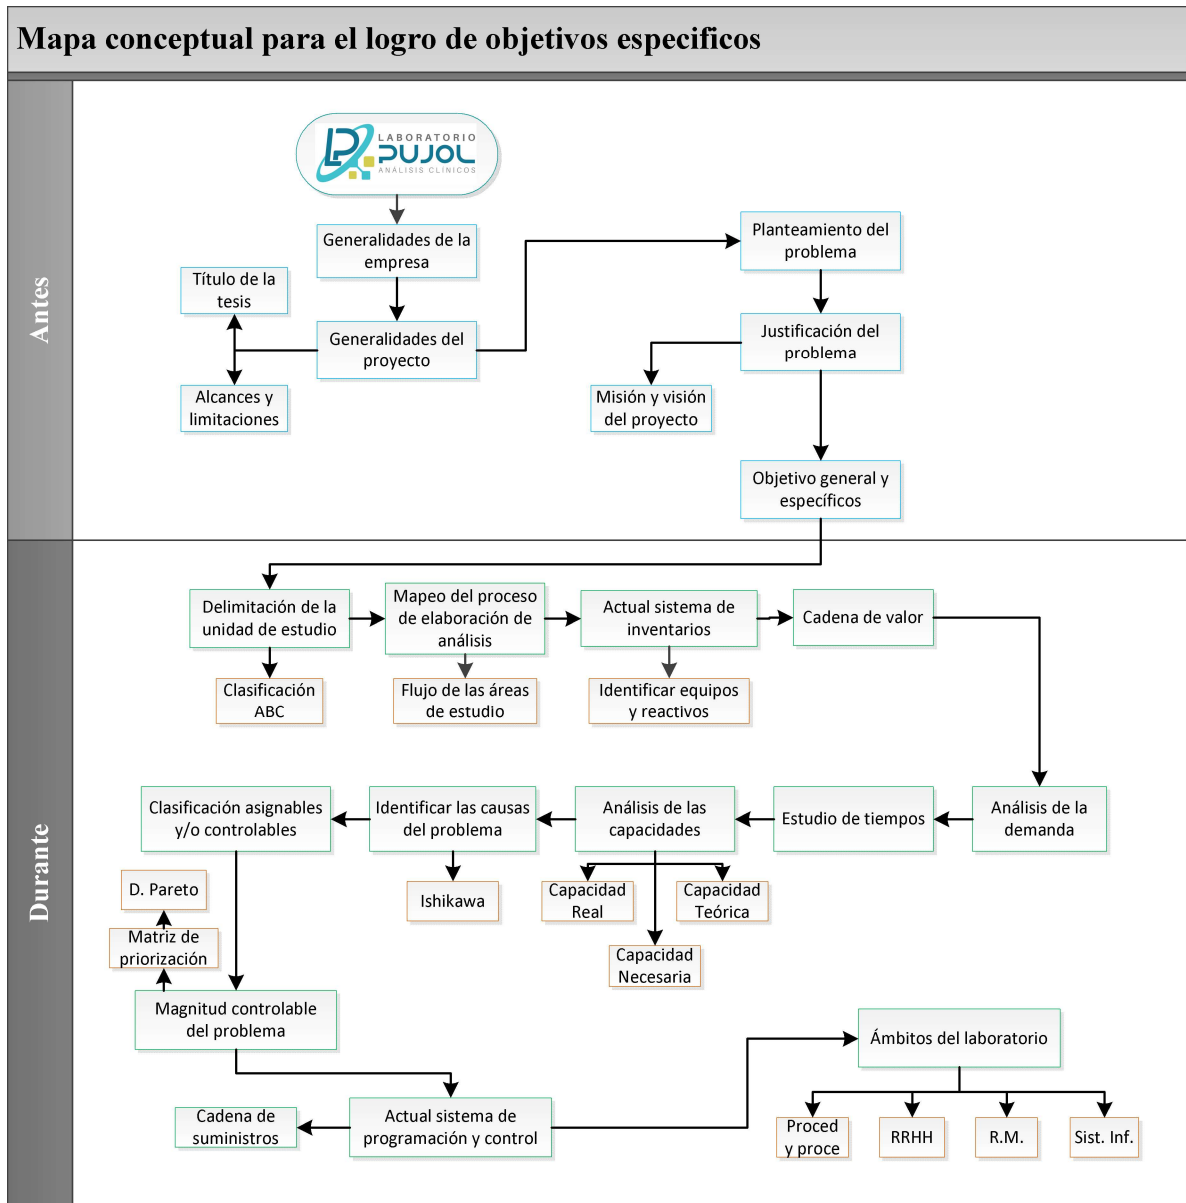 Mapa conceptual para el logro de objetivos especificos
Antes
LABORATORIO
PUJOL
ANÁLISIS CLÍNICOS
Generalidades de la
empresa
Título de la
tesis
Generalidades del
proyecto
Alcances y
limitaciones
Planteamiento del
problema
Justificación del
problema
Misión y visión
del proyecto
Objetivo general y
específicos
Durante
Delimitación de la
unidad de estudio
Mapeo del proceso
de elaboración de
análisis
Actual sistema de
inventarios
Cadena de valor
Clasificación
ABC
Flujo de las áreas
de estudio
Identificar equipos
y reactivos
Clasificación asignables
y/o controlables
Identificar las causas
del problema
Análisis de las
capacidades
Estudio de tiempos
Análisis de la
demanda
D. Pareto
Matriz de
priorización
Ishikawa
Capacidad
Real
Capacidad
Teórica
Capacidad
Necesaria
Magnitud controlable
del problema
Ámbitos del laboratorio
Cadena de
suministros
Actual sistema de
programación y control
Proced
y proce
RRHH
R.M.
Sist. Inf.